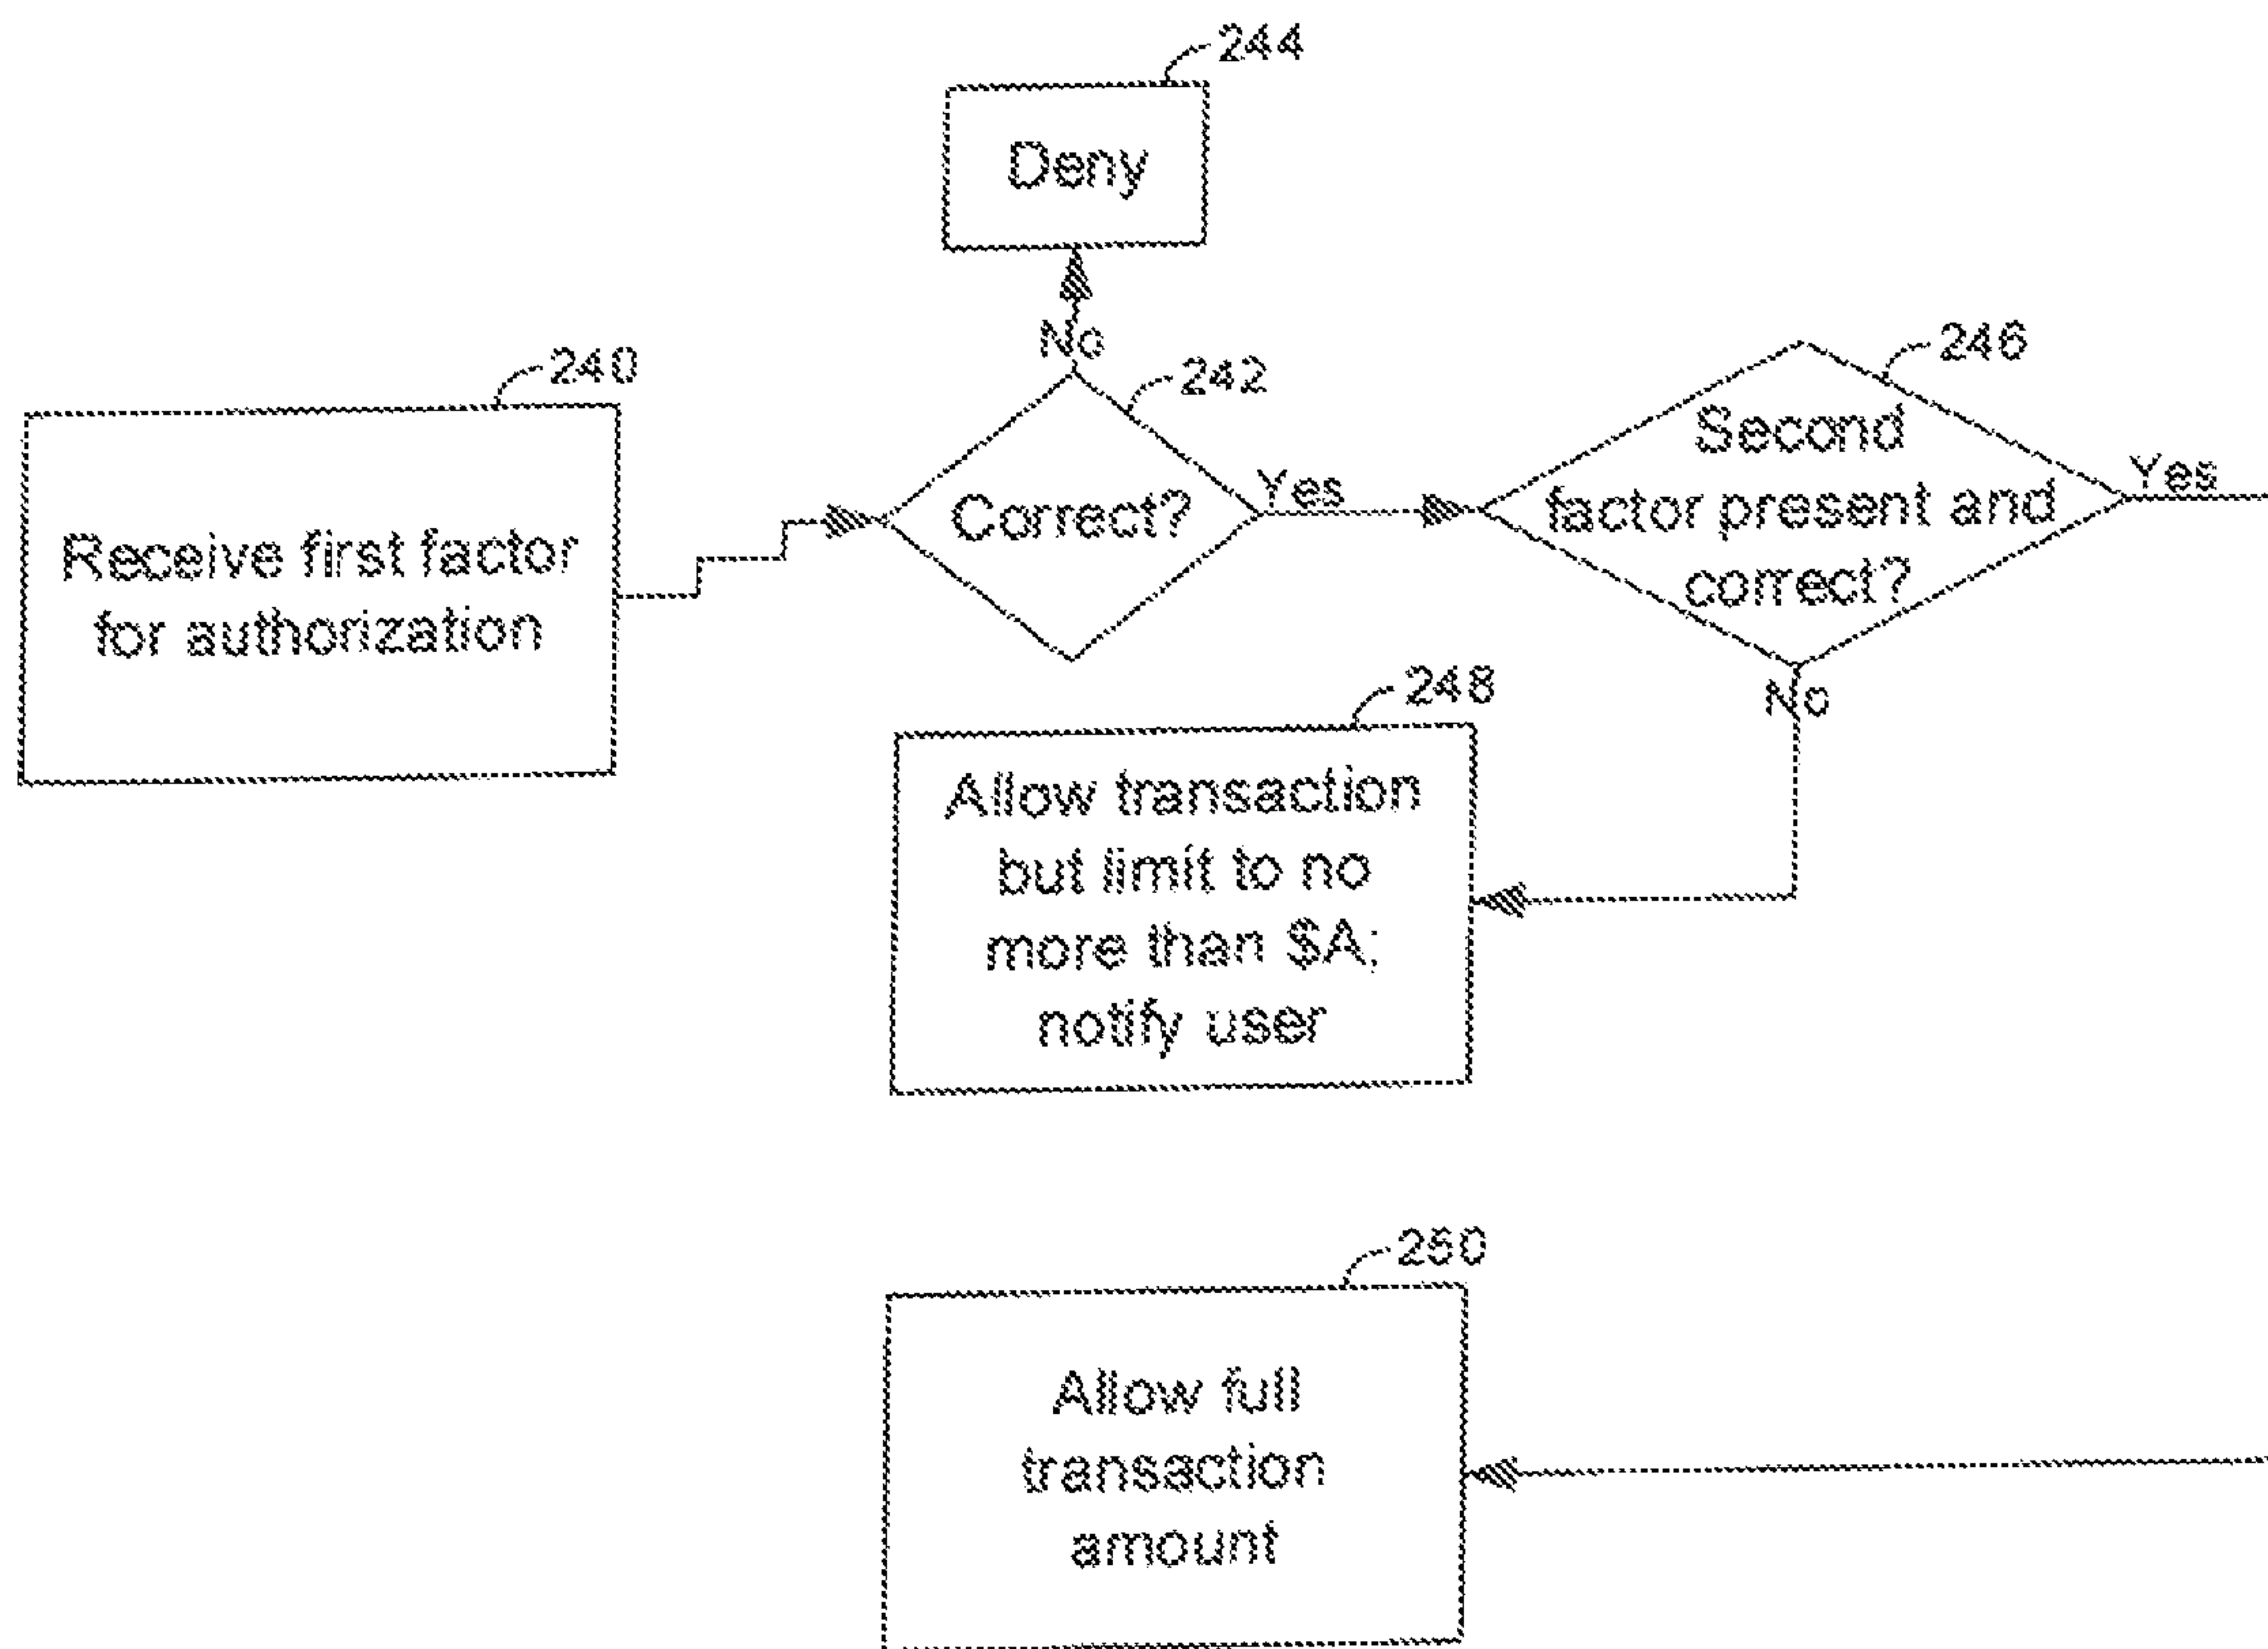 244
Deny
No
240
242
246
Receive first factor
for authorization
Correct?
Yes
Second
factor present and
correct?
Yes
No
248
Allow transaction
but limit to no
more than $A;
notify user
250
Allow full
transaction
amount